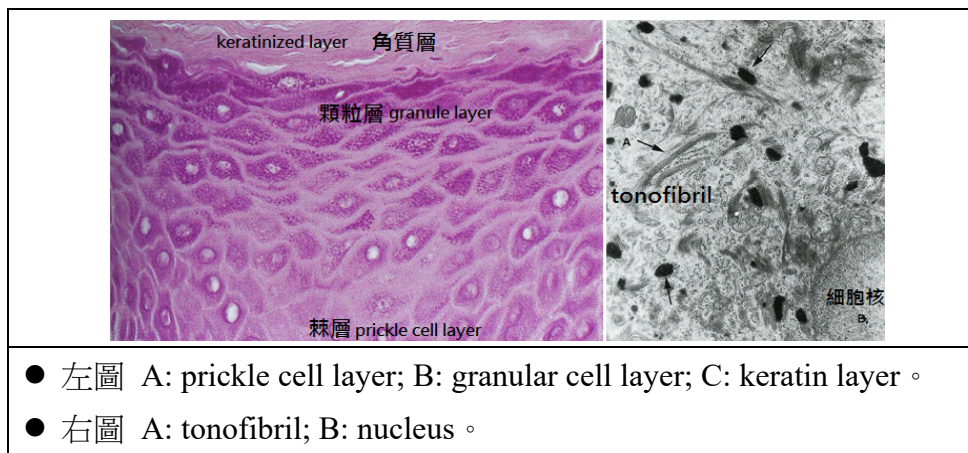 keratinized layer 角質層
顆粒層 granule layer
棘層 prickle cell layer
A
tonofibril
細胞核
B
● 左圖 A: prickle cell layer; B: granular cell layer; C: keratin layer。
● 右圖 A: tonofibril; B: nucleus。